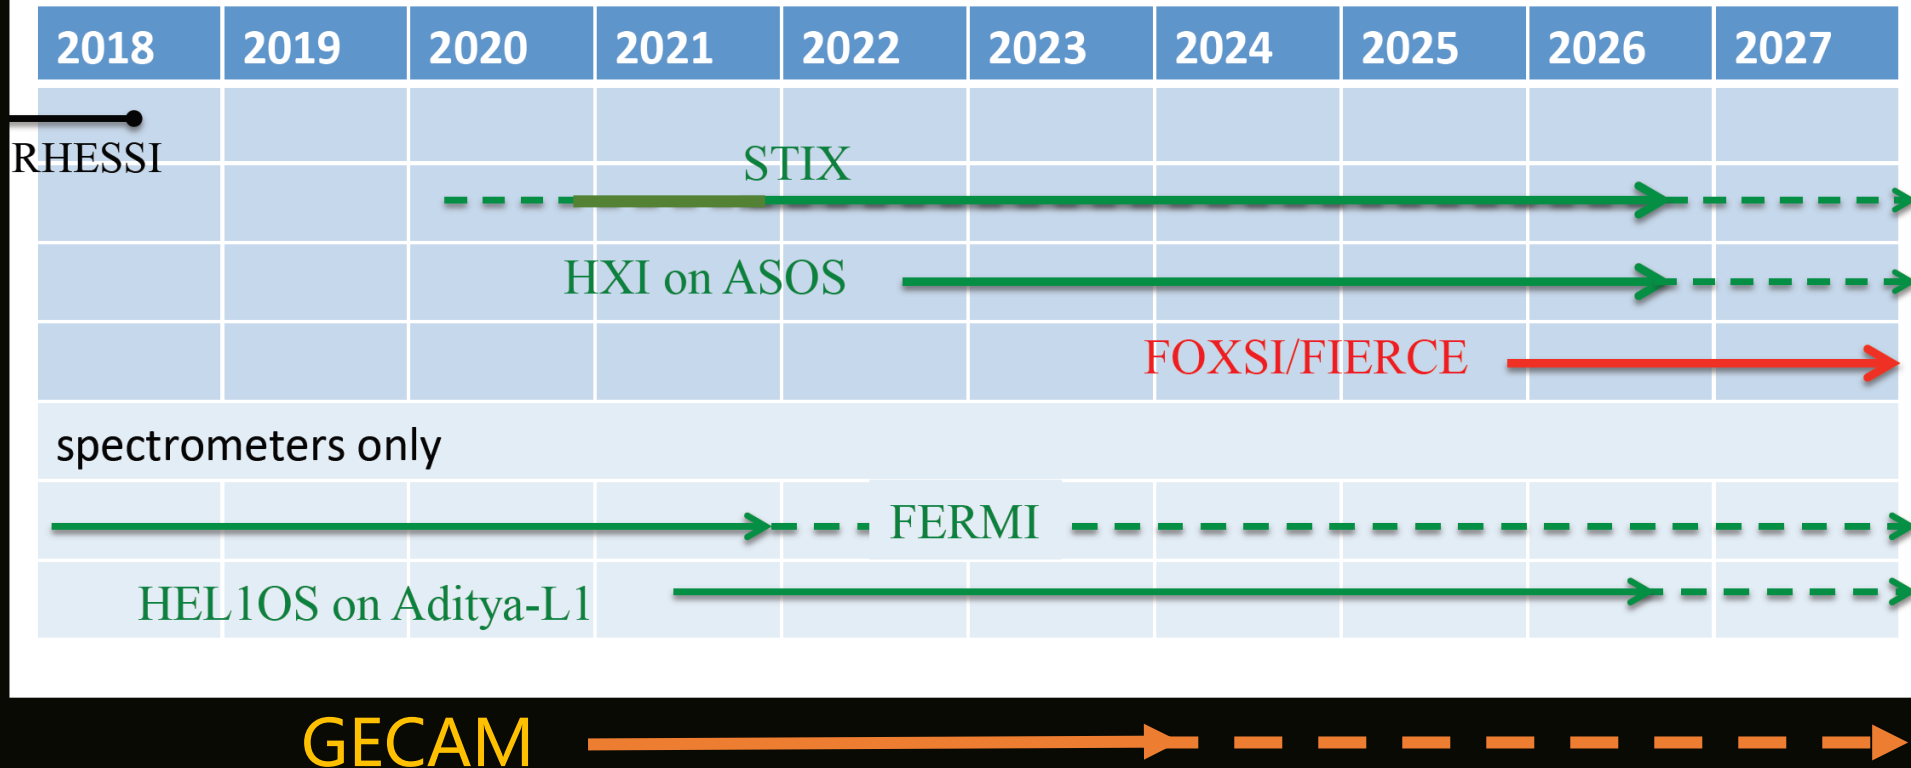 2018 2019 2020 2021 2022 2023 2024 2025 2026 2027
RHESSI
STIX
HXI on ASOS
FOXSI/FIERCE
spectrometers only
FERMI
HEL1OS on Aditya-L1
GECAM